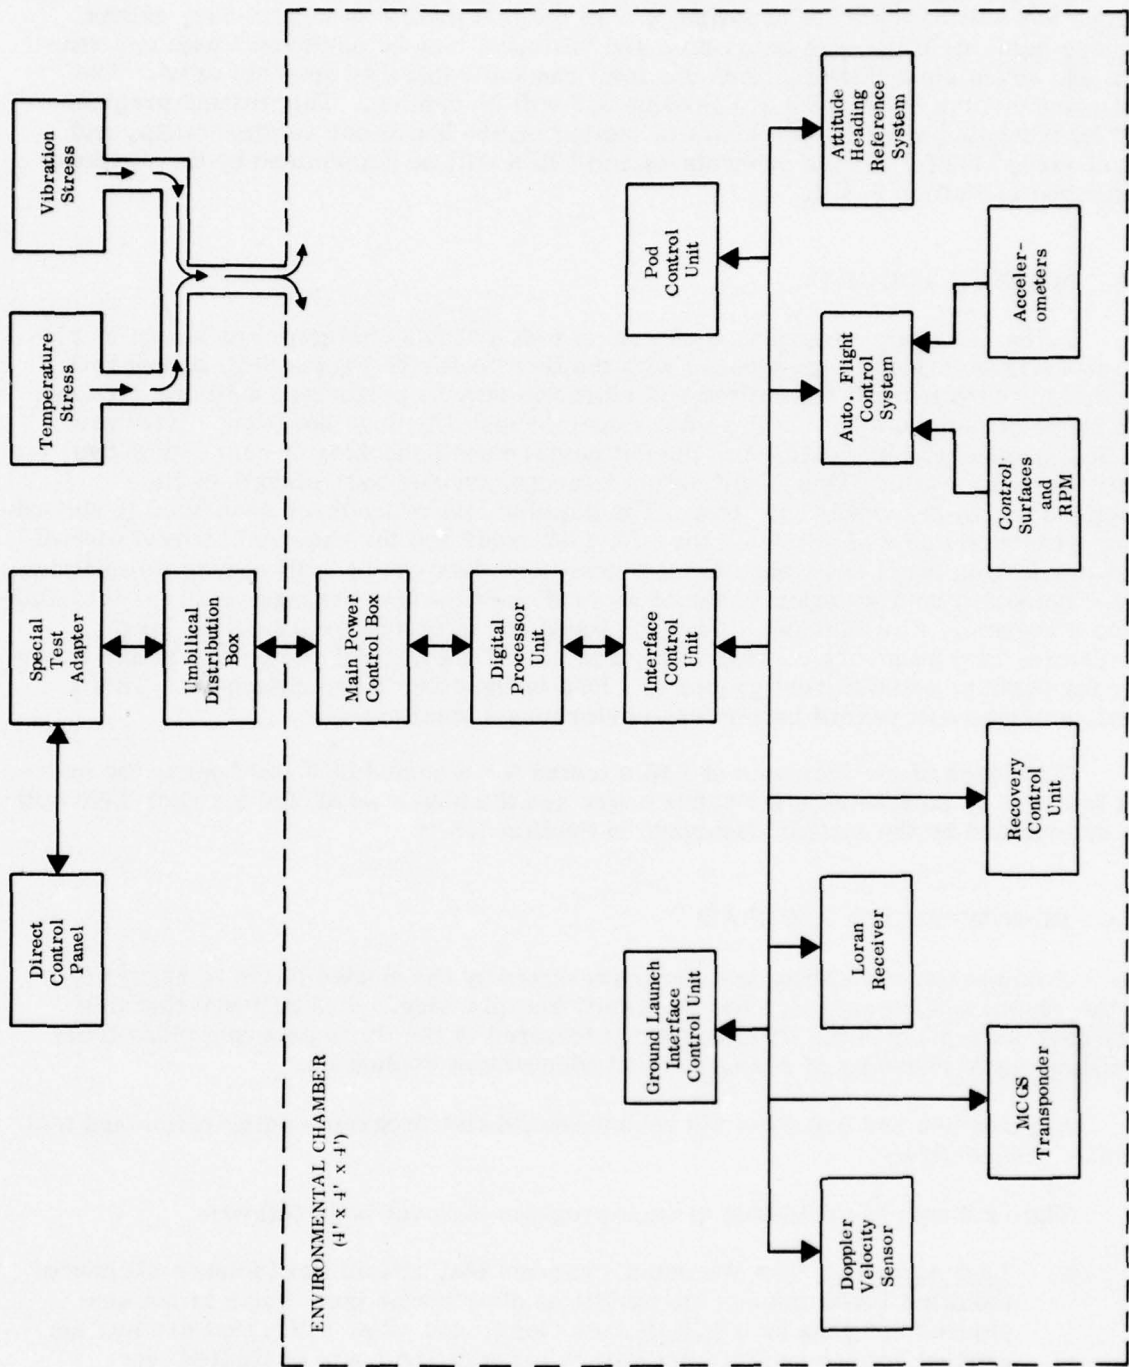 Direct
Control
Panel
Special
Test
Adapter
Temperature
Stress
Vibration
Stress
Umbilical
Distribution
Box
ENVIRONMENTAL CHAMBER
(4' x 4' x 4')
Main Power
Control Box
Digital
Processor
Unit
Ground Launch
Interface
Control Unit
Interface
Control
Unit
Pod
Control
Unit
Doppler
Velocity
Sensor
Loran
Receiver
Auto. Flight
Control
System
Attitude
Heading
Reference
System
MCGS
Transponder
Recovery
Control
Unit
Control
Surfaces
and
RPM
Acceler-
ometers